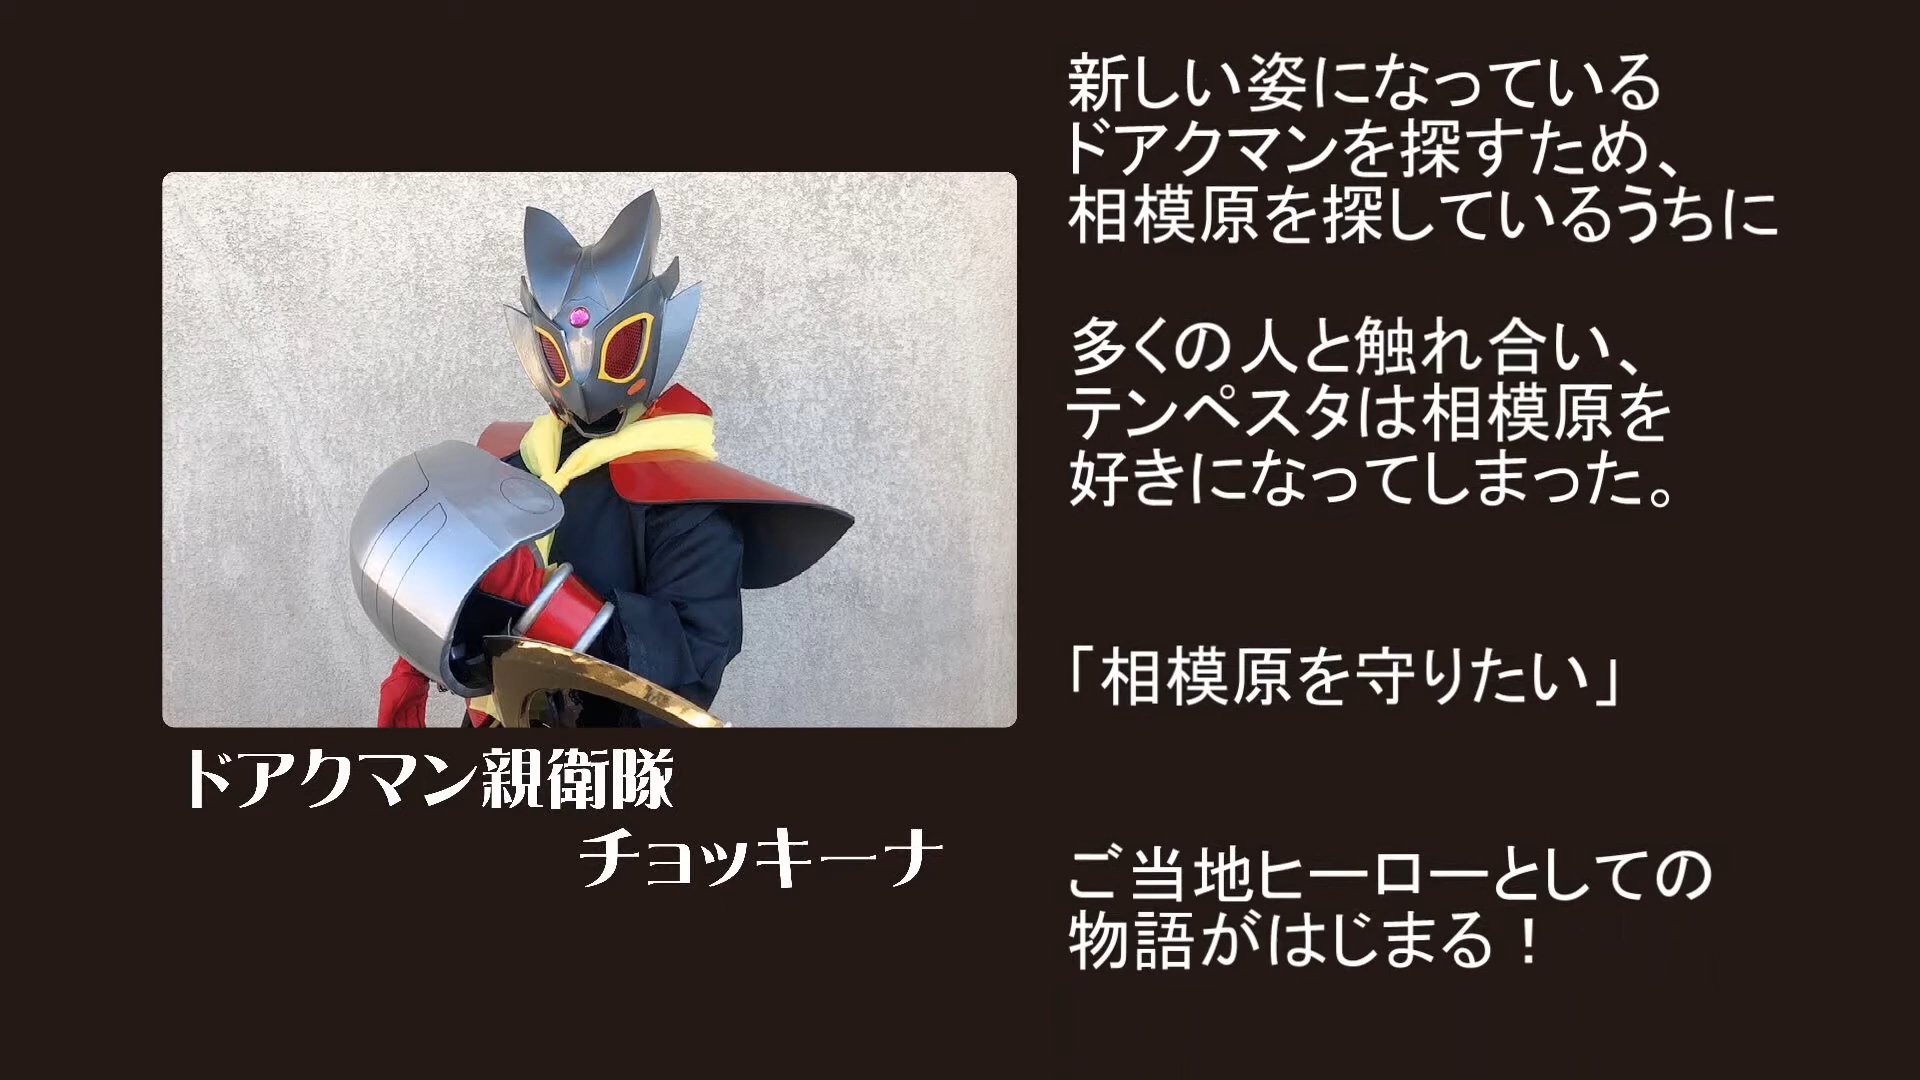 新しい姿になっている
ドアクマンを探すため、
相模原を探しているうちに
多くの人と触れ合い、
テンペスタは相模原を
好きになってしまった。
「相模原を守りたい」
ご当地ヒーローとしての
物語がはじまる！
ドアクマン親衛隊
チョッキーナ